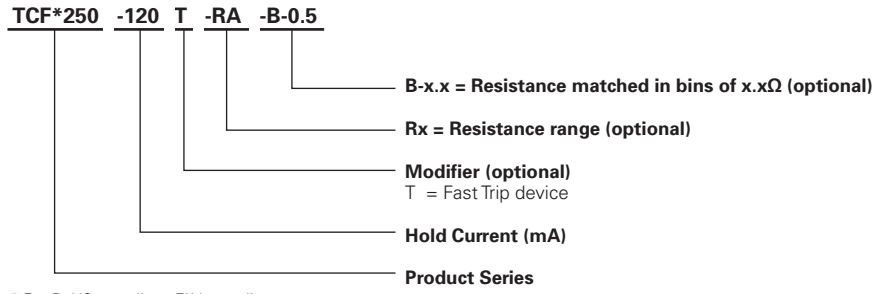 TCF*250 -120 T -RA -B-0.5
B-x.x = Resistance matched in bins of x.xΩ (optional)
Rx = Resistance range (optional)
Modifier (optional)
T = Fast Trip device
Hold Current (mA)
Product Series